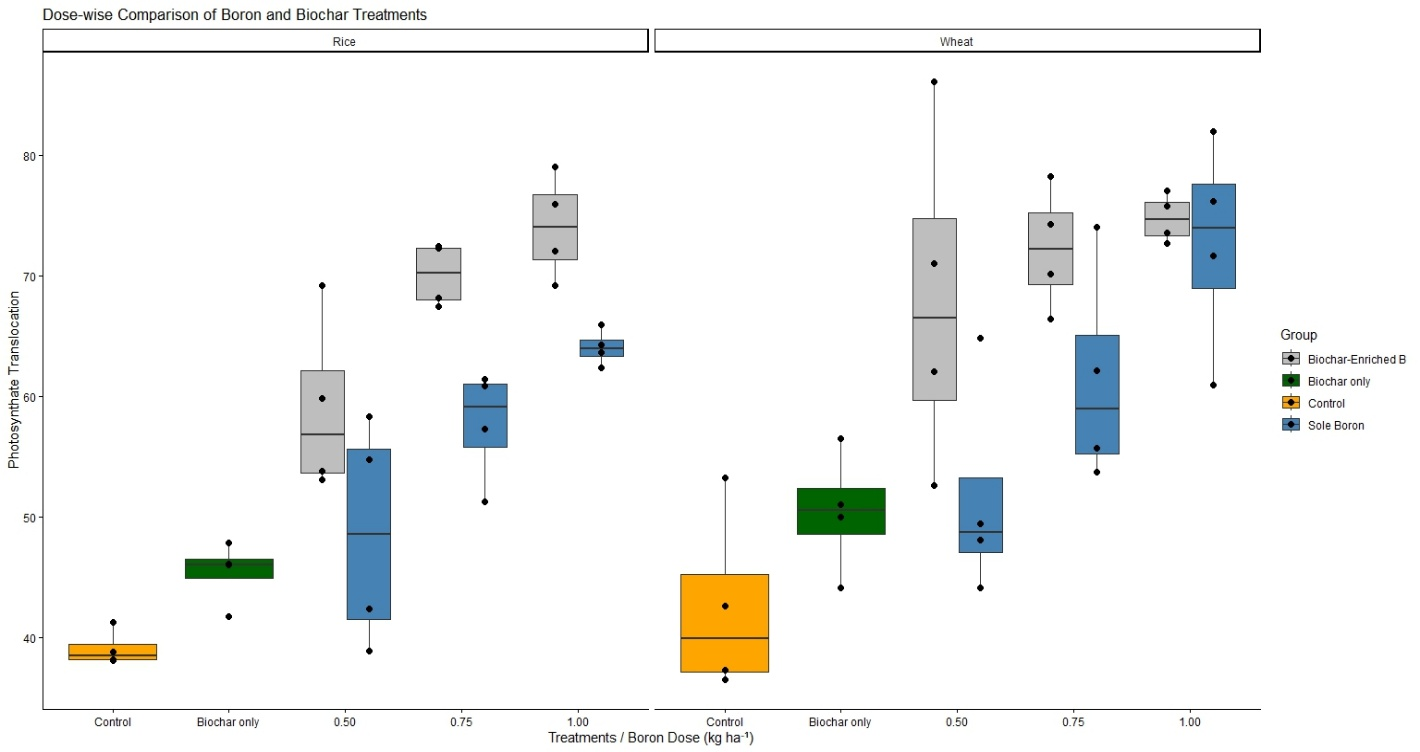 Dose-wise Comparison of Boron and Biochar Treatments
Rice
Wheat
Photosynthate Translocation
80
70
60
50
40
Control
Biochar only
0.50
0.75
1.00
Control
Biochar only
0.50
0.75
1.00
Treatments / Boron Dose (kg ha⁻¹)
Group
Biochar-Enriched B
Biochar only
Control
Sole Boron